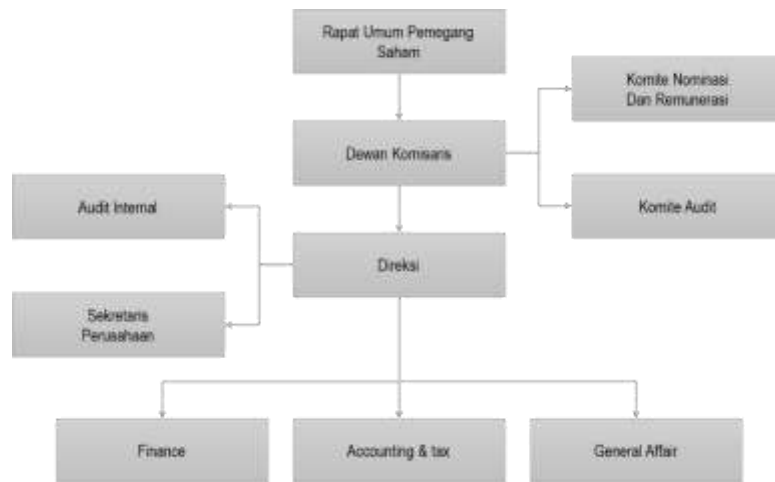 Rapat Umum Pemegang
Saham
Komite Nominasi
Dan Remunerasi
Dewan Komisaris
Audit Internal
Komite Audit
Direksi
Sekretaris
Perusahaan
Finance
Accounting & tax
General Affair